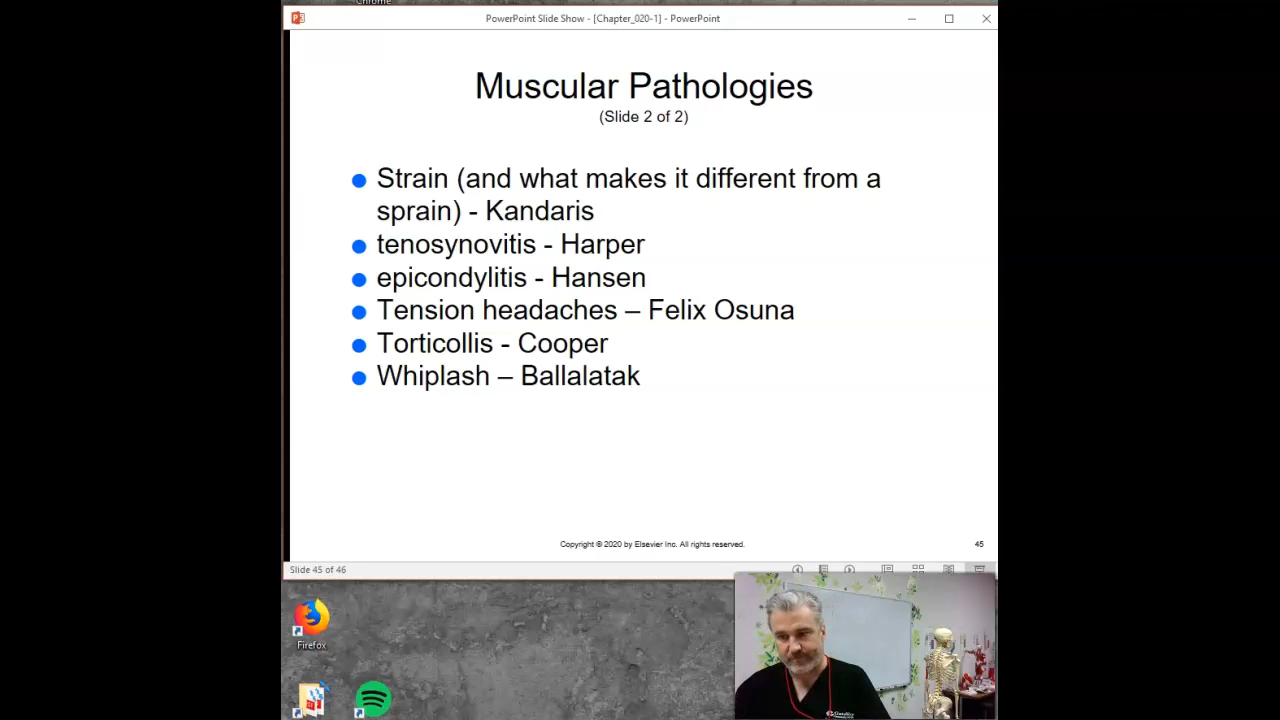 Chrome
PowerPoint Slide Show - [Chapter_020-1] - PowerPoint
Muscular Pathologies
(Slide 2 of 2)
Strain (and what makes it different from a
sprain) - Kandaris
tenosynovitis - Harper
epicondylitis - Hansen
Tension headaches – Felix Osuna
Torticollis - Cooper
Whiplash – Ballalatak
Copyright © 2020 by Elsevier Inc. All rights reserved.
45
Slide 45 of 46
Firefox